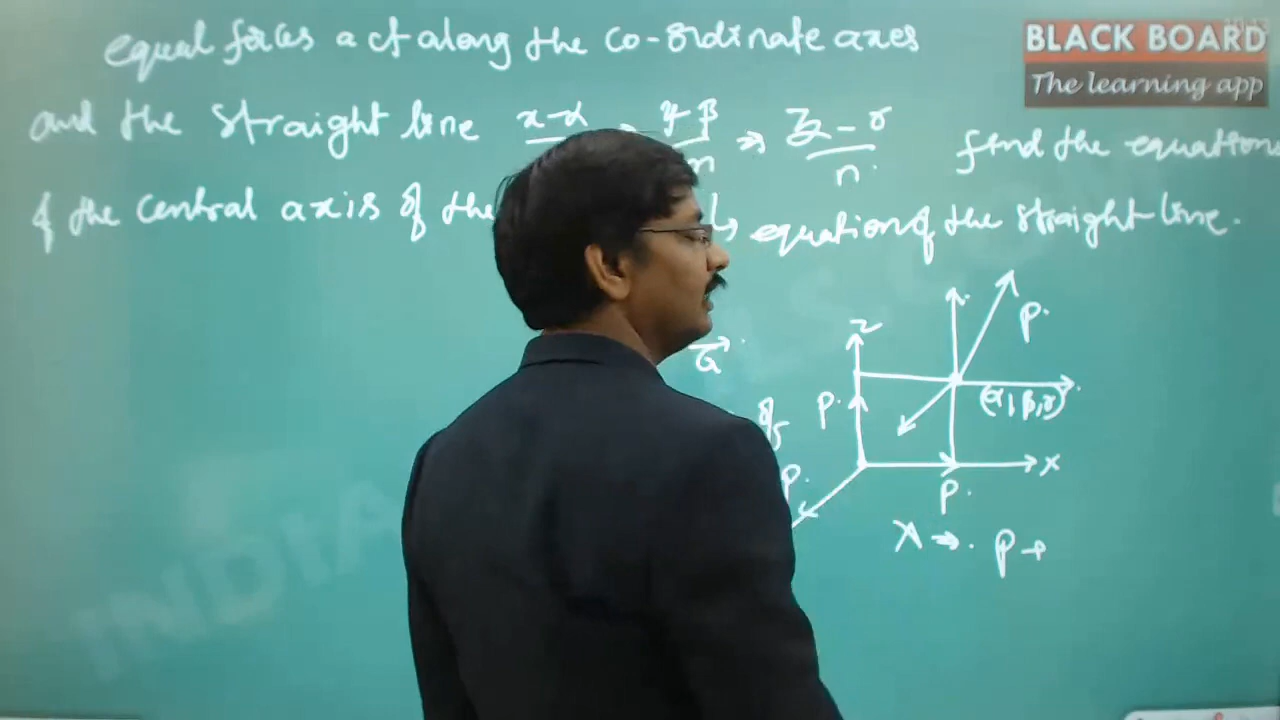 equal forces act along the co-ordinate axes
and the straight line x-α/ = y-β/m = z-γ/n. find the equations
of the central axis of the equation of the straight line.
BLACK BOARD
The learning app
G
z
P.
P.
(α, β, γ)
P.
x
P.
X → . P +
INDIA